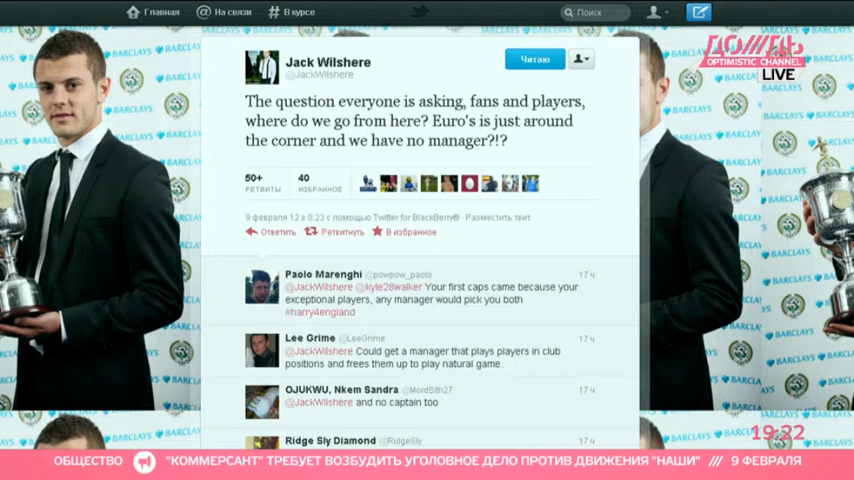 Главная
На связи
В курсе
Поиск
ДОЖДЬ
OPTIMISTIC CHANNEL
LIVE
Jack Wilshere
@JackWilshere
Читаю
The question everyone is asking, fans and players,
where do we go from here? Euro's is just around
the corner and we have no manager?!?
50+
РЕТВИТЫ
40
ИЗБРАННОЕ
9 февраля 12 в 0:23 с помощью Twitter for BlackBerry® · Разместить твит
Ответить
Ретвитнуть
В избранное
Paolo Marenghi @powpow_paolo 17 ч
@JackWilshere @kyle28walker Your first caps came because your
exceptional players, any manager would pick you both
#harry4england
Lee Grime @LeeGrime 17 ч
@JackWilshere Could get a manager that plays players in club
positions and frees them up to play natural game.
OJUKWU, Nkem Sandra @MordSith27 17 ч
@JackWilshere and no captain too
Ridge Sly Diamond @RidgeSly 17 ч
BARCLAYS
19:22
ОБЩЕСТВО "КОММЕРСАНТ" ТРЕБУЕТ ВОЗБУДИТЬ УГОЛОВНОЕ ДЕЛО ПРОТИВ ДВИЖЕНИЯ "НАШИ" /// 9 ФЕВРАЛЯ